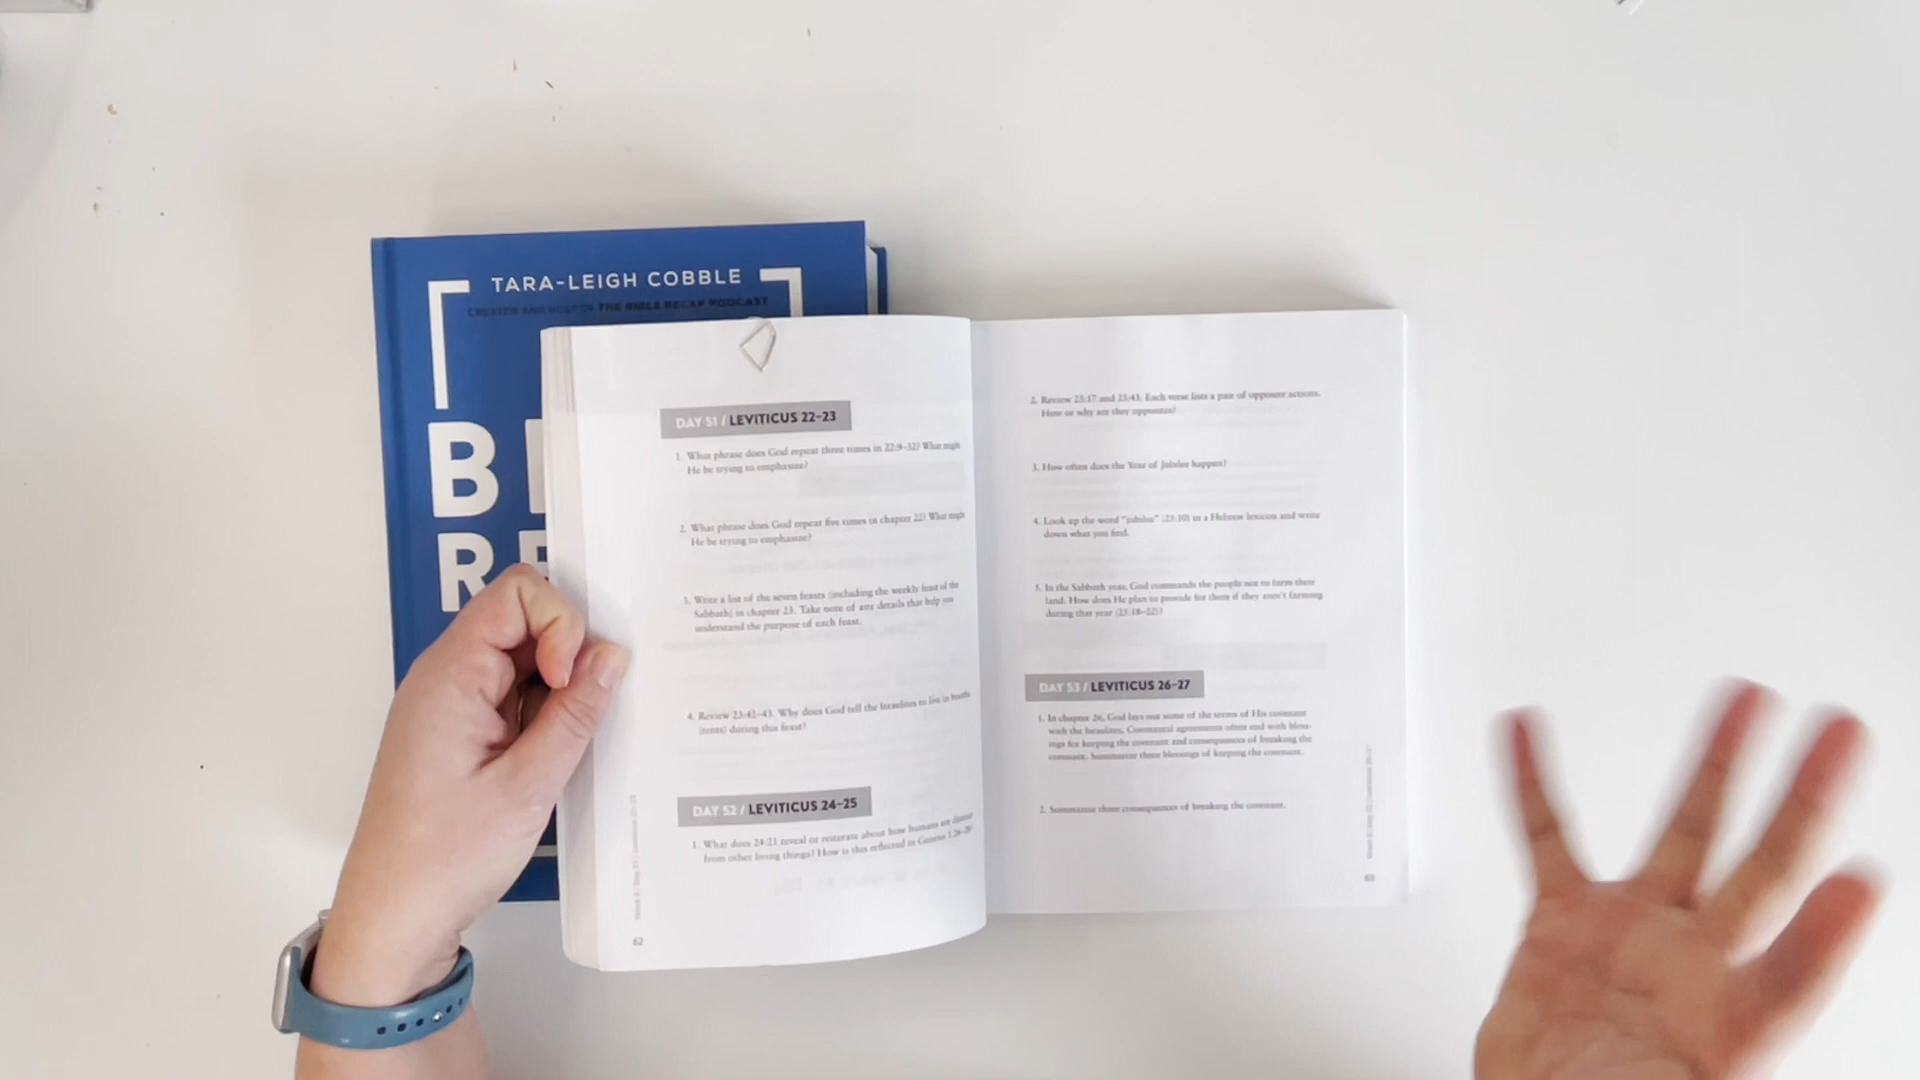 TARA-LEIGH COBBLE
CREATOR AND HOST OF THE BIBLE RECAP PODCAST
B
RE
DAY 51 / LEVITICUS 22–23
1. What phrase does God repeat three times in 22:9–32? What might
He be trying to emphasize?
2. What phrase does God repeat five times in chapter 22? What might
He be trying to emphasize?
3. Write a list of the seven feasts (including the weekly feast of the
Sabbath) in chapter 23. Take note of any details that help you
understand the purpose of each feast.
4. Review 23:42–43. Why does God tell the Israelites to live in booths
(tents) during this feast?
DAY 52 / LEVITICUS 24–25
1. What does 24:21 reveal or reiterate about how humans are distinct
from other living things? How is this reflected in Genesis 1:26–28?
62
2. Review 25:17 and 25:43. Each verse lists a pair of opposite actions.
How or why are they opposites?
3. How often does the Year of Jubilee happen?
4. Look up the word "jubilee" (25:10) in a Hebrew lexicon and write
down what you find.
5. In the Sabbath year, God commands the people not to farm their
land. How does He plan to provide for them if they aren't farming
during that year (25:18–22)?
DAY 53 / LEVITICUS 26–27
1. In chapter 26, God lays out some of the terms of His covenant
with the Israelites. Covenantal agreements often end with bless-
ings for keeping the covenant and consequences of breaking the
covenant. Summarize three blessings of keeping the covenant.
2. Summarize three consequences of breaking the covenant.
63